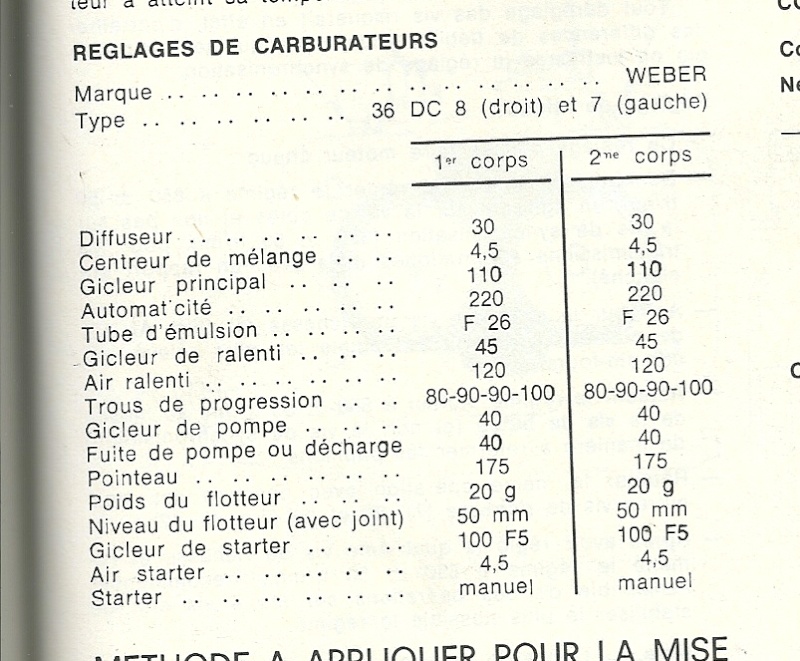 REGLAGES DE CARBURATEURS
Marque .. .. .. .. .. .. .. .. .. .. .. .. .. WEBER
Type .. .. .. .. .. .. .. 36 DC 8 (droit) et 7 (gauche)
1er corps 2me corps
Diffuseur .. .. .. .. .. .. .. 30 30
Centreur de mélange .. .. .. 4,5 4,5
Gicleur principal .. .. .. .. 110 110
Automat'cité .. .. .. .. .. .. 220 220
Tube d'émulsion .. .. .. .. F 26 F 26
Gicleur de ralenti .. .. .. .. 45 45
Air ralenti .. .. .. .. .. .. .. 120 120
Trous de progression .. .. .. 80-90-90-100 80-90-90-100
Gicleur de pompe .. .. .. .. 40 40
Fuite de pompe ou décharge 40 40
Pointeau .. .. .. .. .. .. .. 175 175
Poids du flotteur .. .. .. .. 20 g 20 g
Niveau du flotteur (avec joint) 50 mm 50 mm
Gicleur de starter .. .. .. .. 100 F5 100 F5
Air starter .. .. .. .. .. .. 4,5 4,5
Starter .. .. .. .. .. .. .. manuel manuel
METHODE A APPLIQUER POUR LA MISE